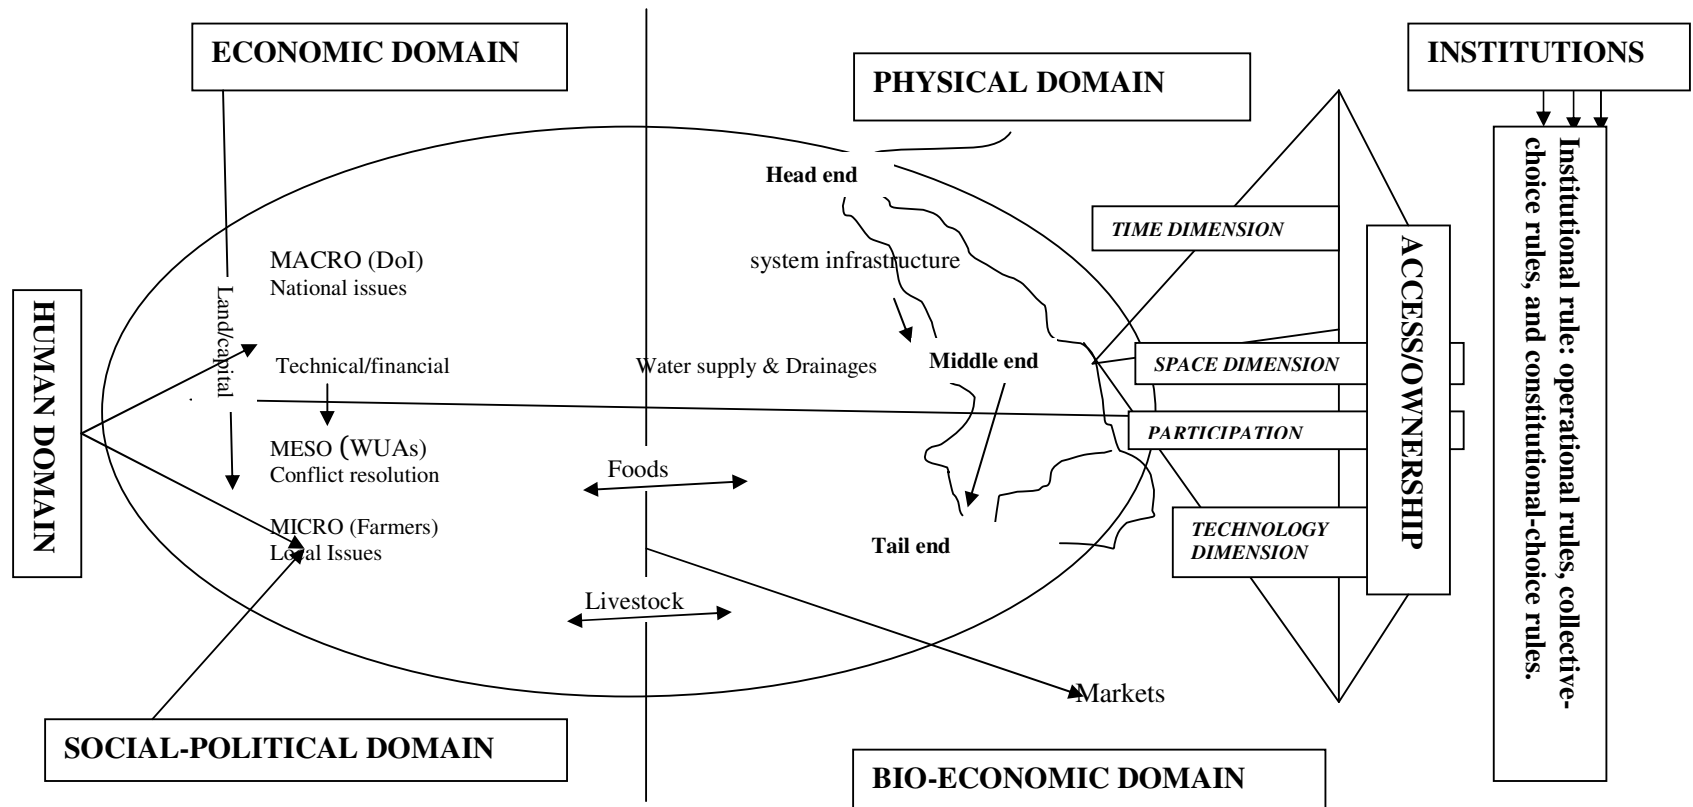 ECONOMIC DOMAIN
PHYSICAL DOMAIN
INSTITUTIONS
Head end
TIME DIMENSION
MACRO (DoI)
National issues
system infrastructure
Land/capital
HUMAN DOMAIN
ACCESS/OWNERSHIP
Institutional rule: operational rules, collective-
choice rules, and constitutional-choice rules.
Technical/financial
Water supply & Drainages
Middle end
SPACE DIMENSION
PARTICIPATION
MESO (WUAs)
Conflict resolution
Foods
MICRO (Farmers)
Local Issues
Tail end
TECHNOLOGY
DIMENSION
Livestock
Markets
SOCIAL-POLITICAL DOMAIN
BIO-ECONOMIC DOMAIN